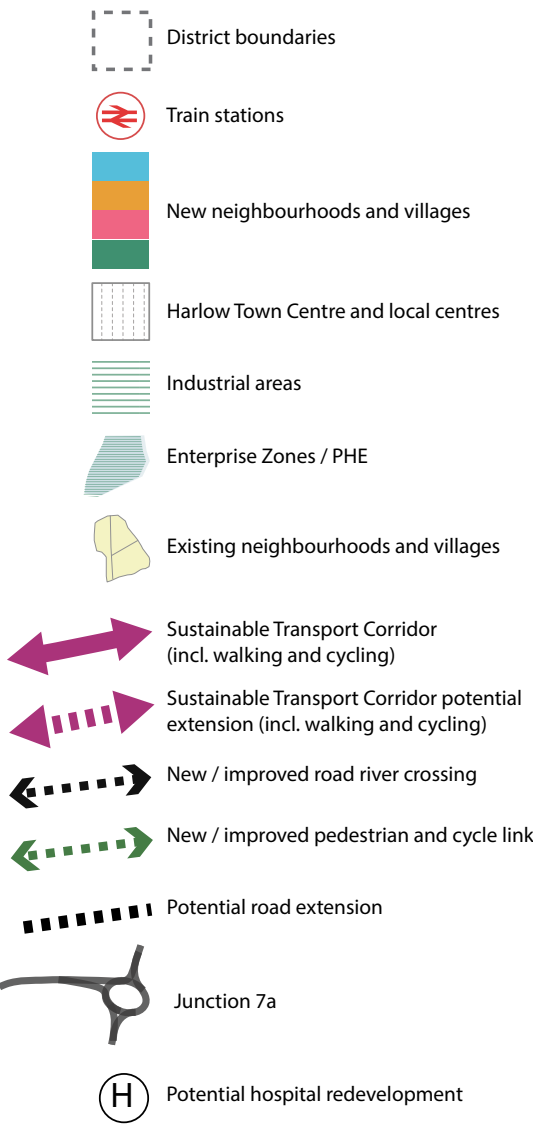 District boundaries
Train stations
New neighbourhoods and villages
Harlow Town Centre and local centres
Industrial areas
Enterprise Zones / PHE
Existing neighbourhoods and villages
Sustainable Transport Corridor
(incl. walking and cycling)
Sustainable Transport Corridor potential
extension (incl. walking and cycling)
New / improved road river crossing
New / improved pedestrian and cycle link
Potential road extension
Junction 7a
H Potential hospital redevelopment